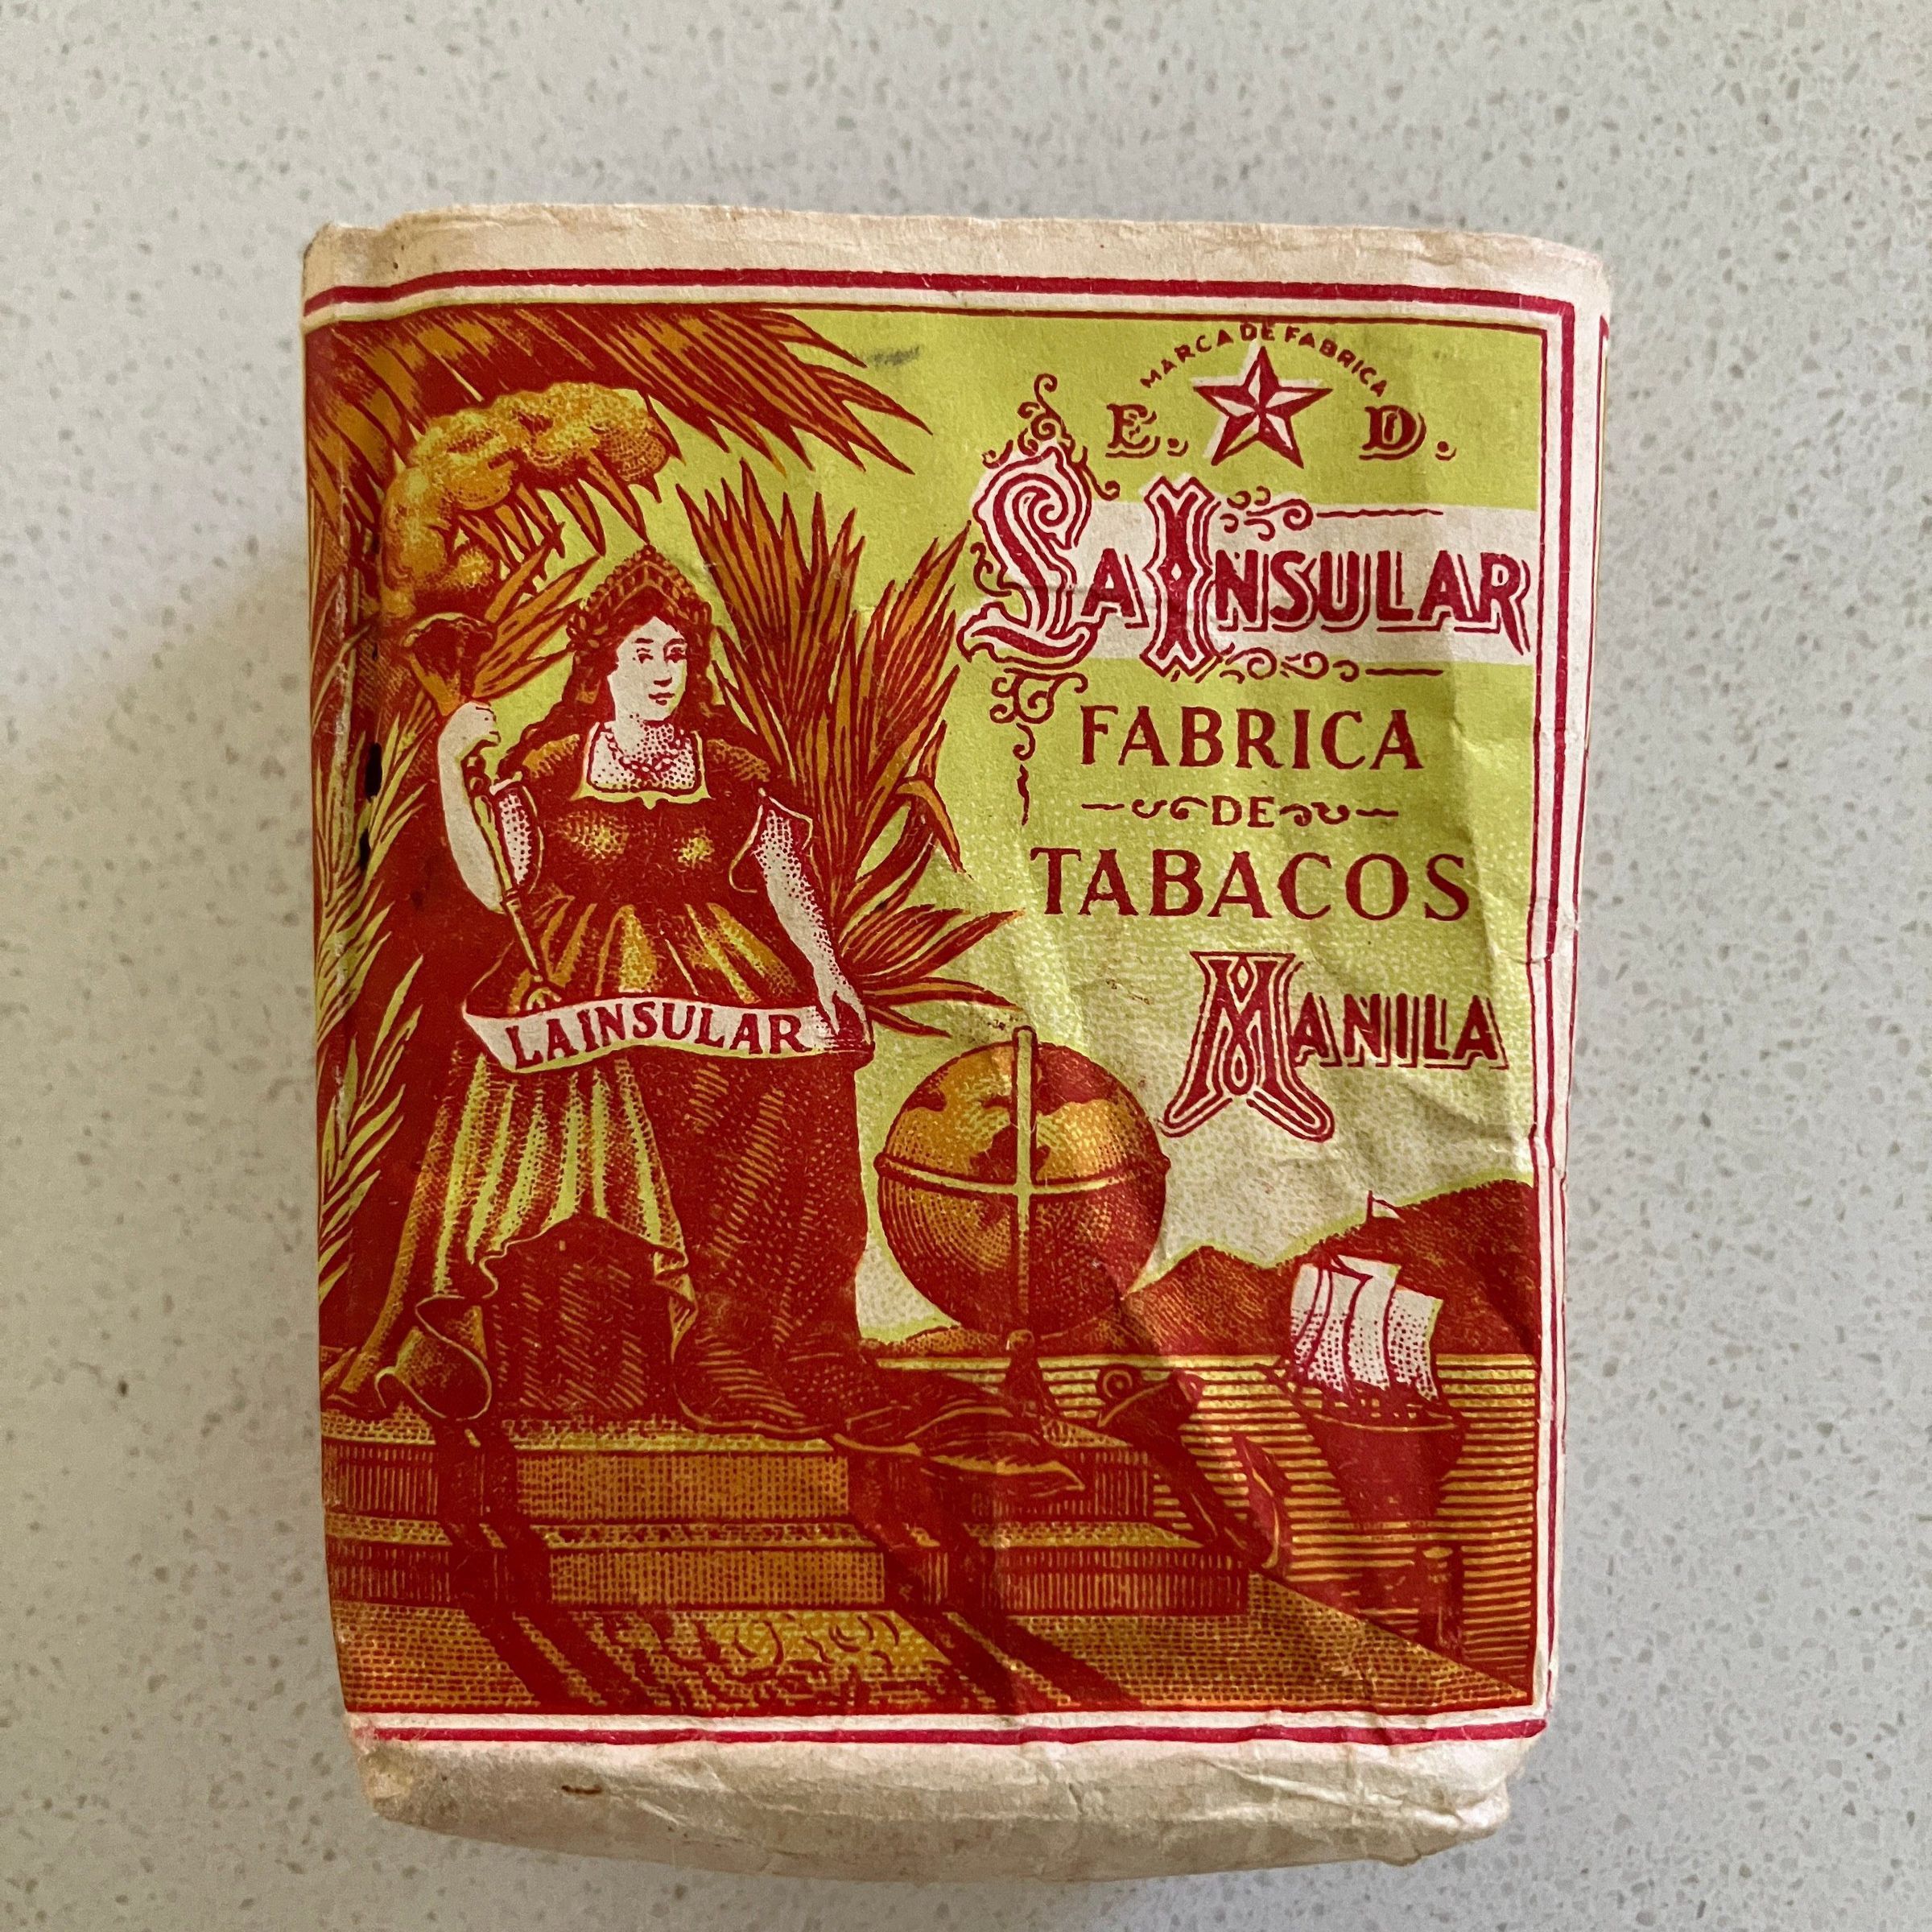 MARCA DE FABRICA
E. D.
LA INSULAR
FABRICA
DE
TABACOS
MANILA
LA INSULAR